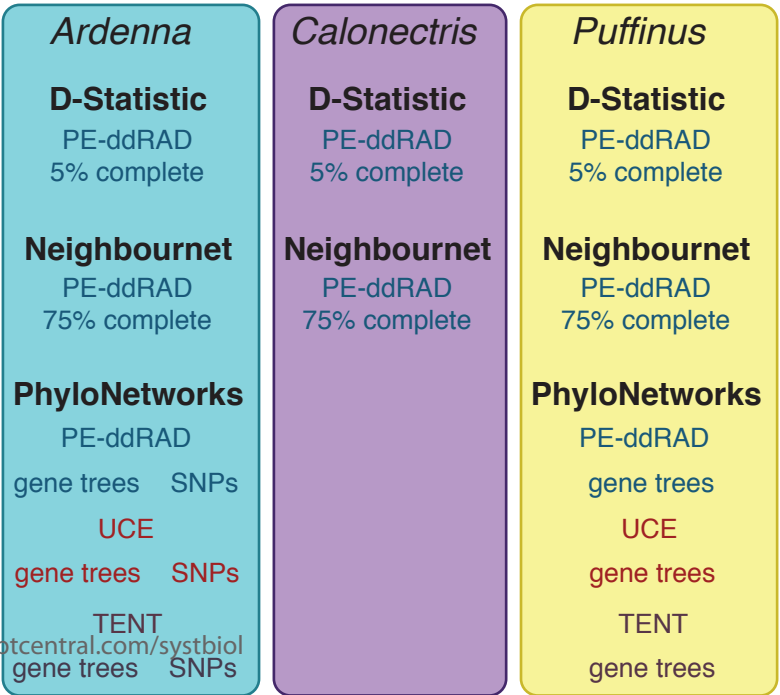 Ardenna
D-Statistic
PE-ddRAD
5% complete
Neighbournet
PE-ddRAD
75% complete
PhyloNetworks
PE-ddRAD
gene trees SNPs
UCE
gene trees SNPs
TENT
otcentral.com/systbiol
gene trees SNPs
Calonectris
D-Statistic
PE-ddRAD
5% complete
Neighbournet
PE-ddRAD
75% complete
Puffinus
D-Statistic
PE-ddRAD
5% complete
Neighbournet
PE-ddRAD
75% complete
PhyloNetworks
PE-ddRAD
gene trees
UCE
gene trees
TENT
gene trees